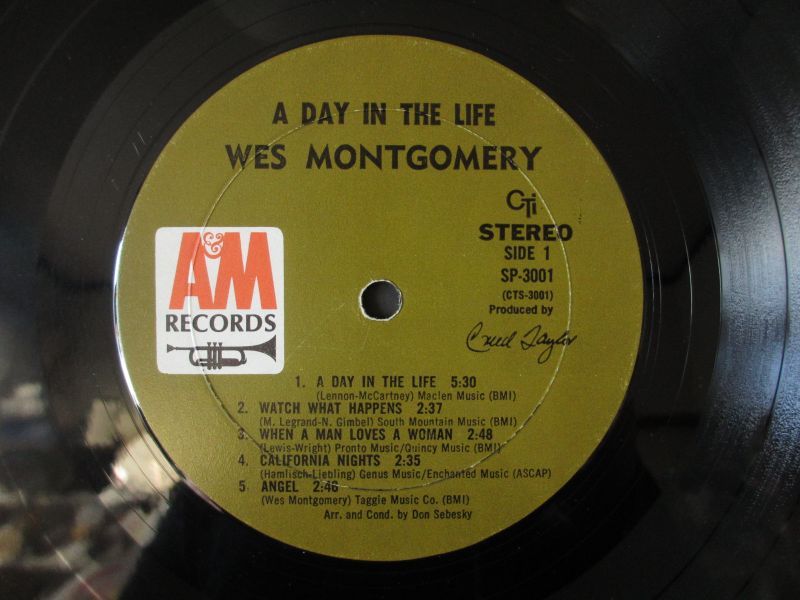 A DAY IN THE LIFE
WES MONTGOMERY
CTi
STEREO
SIDE 1
SP-3001
(CTS-3001)
Produced by
Creed Taylor
A&M
RECORDS
1. A DAY IN THE LIFE 5:30
(Lennon-McCartney) Maclen Music (BMI)
2. WATCH WHAT HAPPENS 2:37
(M. Legrand-N. Gimbel) South Mountain Music (BMI)
3. WHEN A MAN LOVES A WOMAN 2:48
(Lewis-Wright) Pronto Music/Quincy Music (BMI)
4. CALIFORNIA NIGHTS 2:35
(Hamlisch-Liebling) Genus Music/Enchanted Music (ASCAP)
5. ANGEL 2:46
(Wes Montgomery) Taggie Music Co. (BMI)
Arr. and Cond. by Don Sebesky